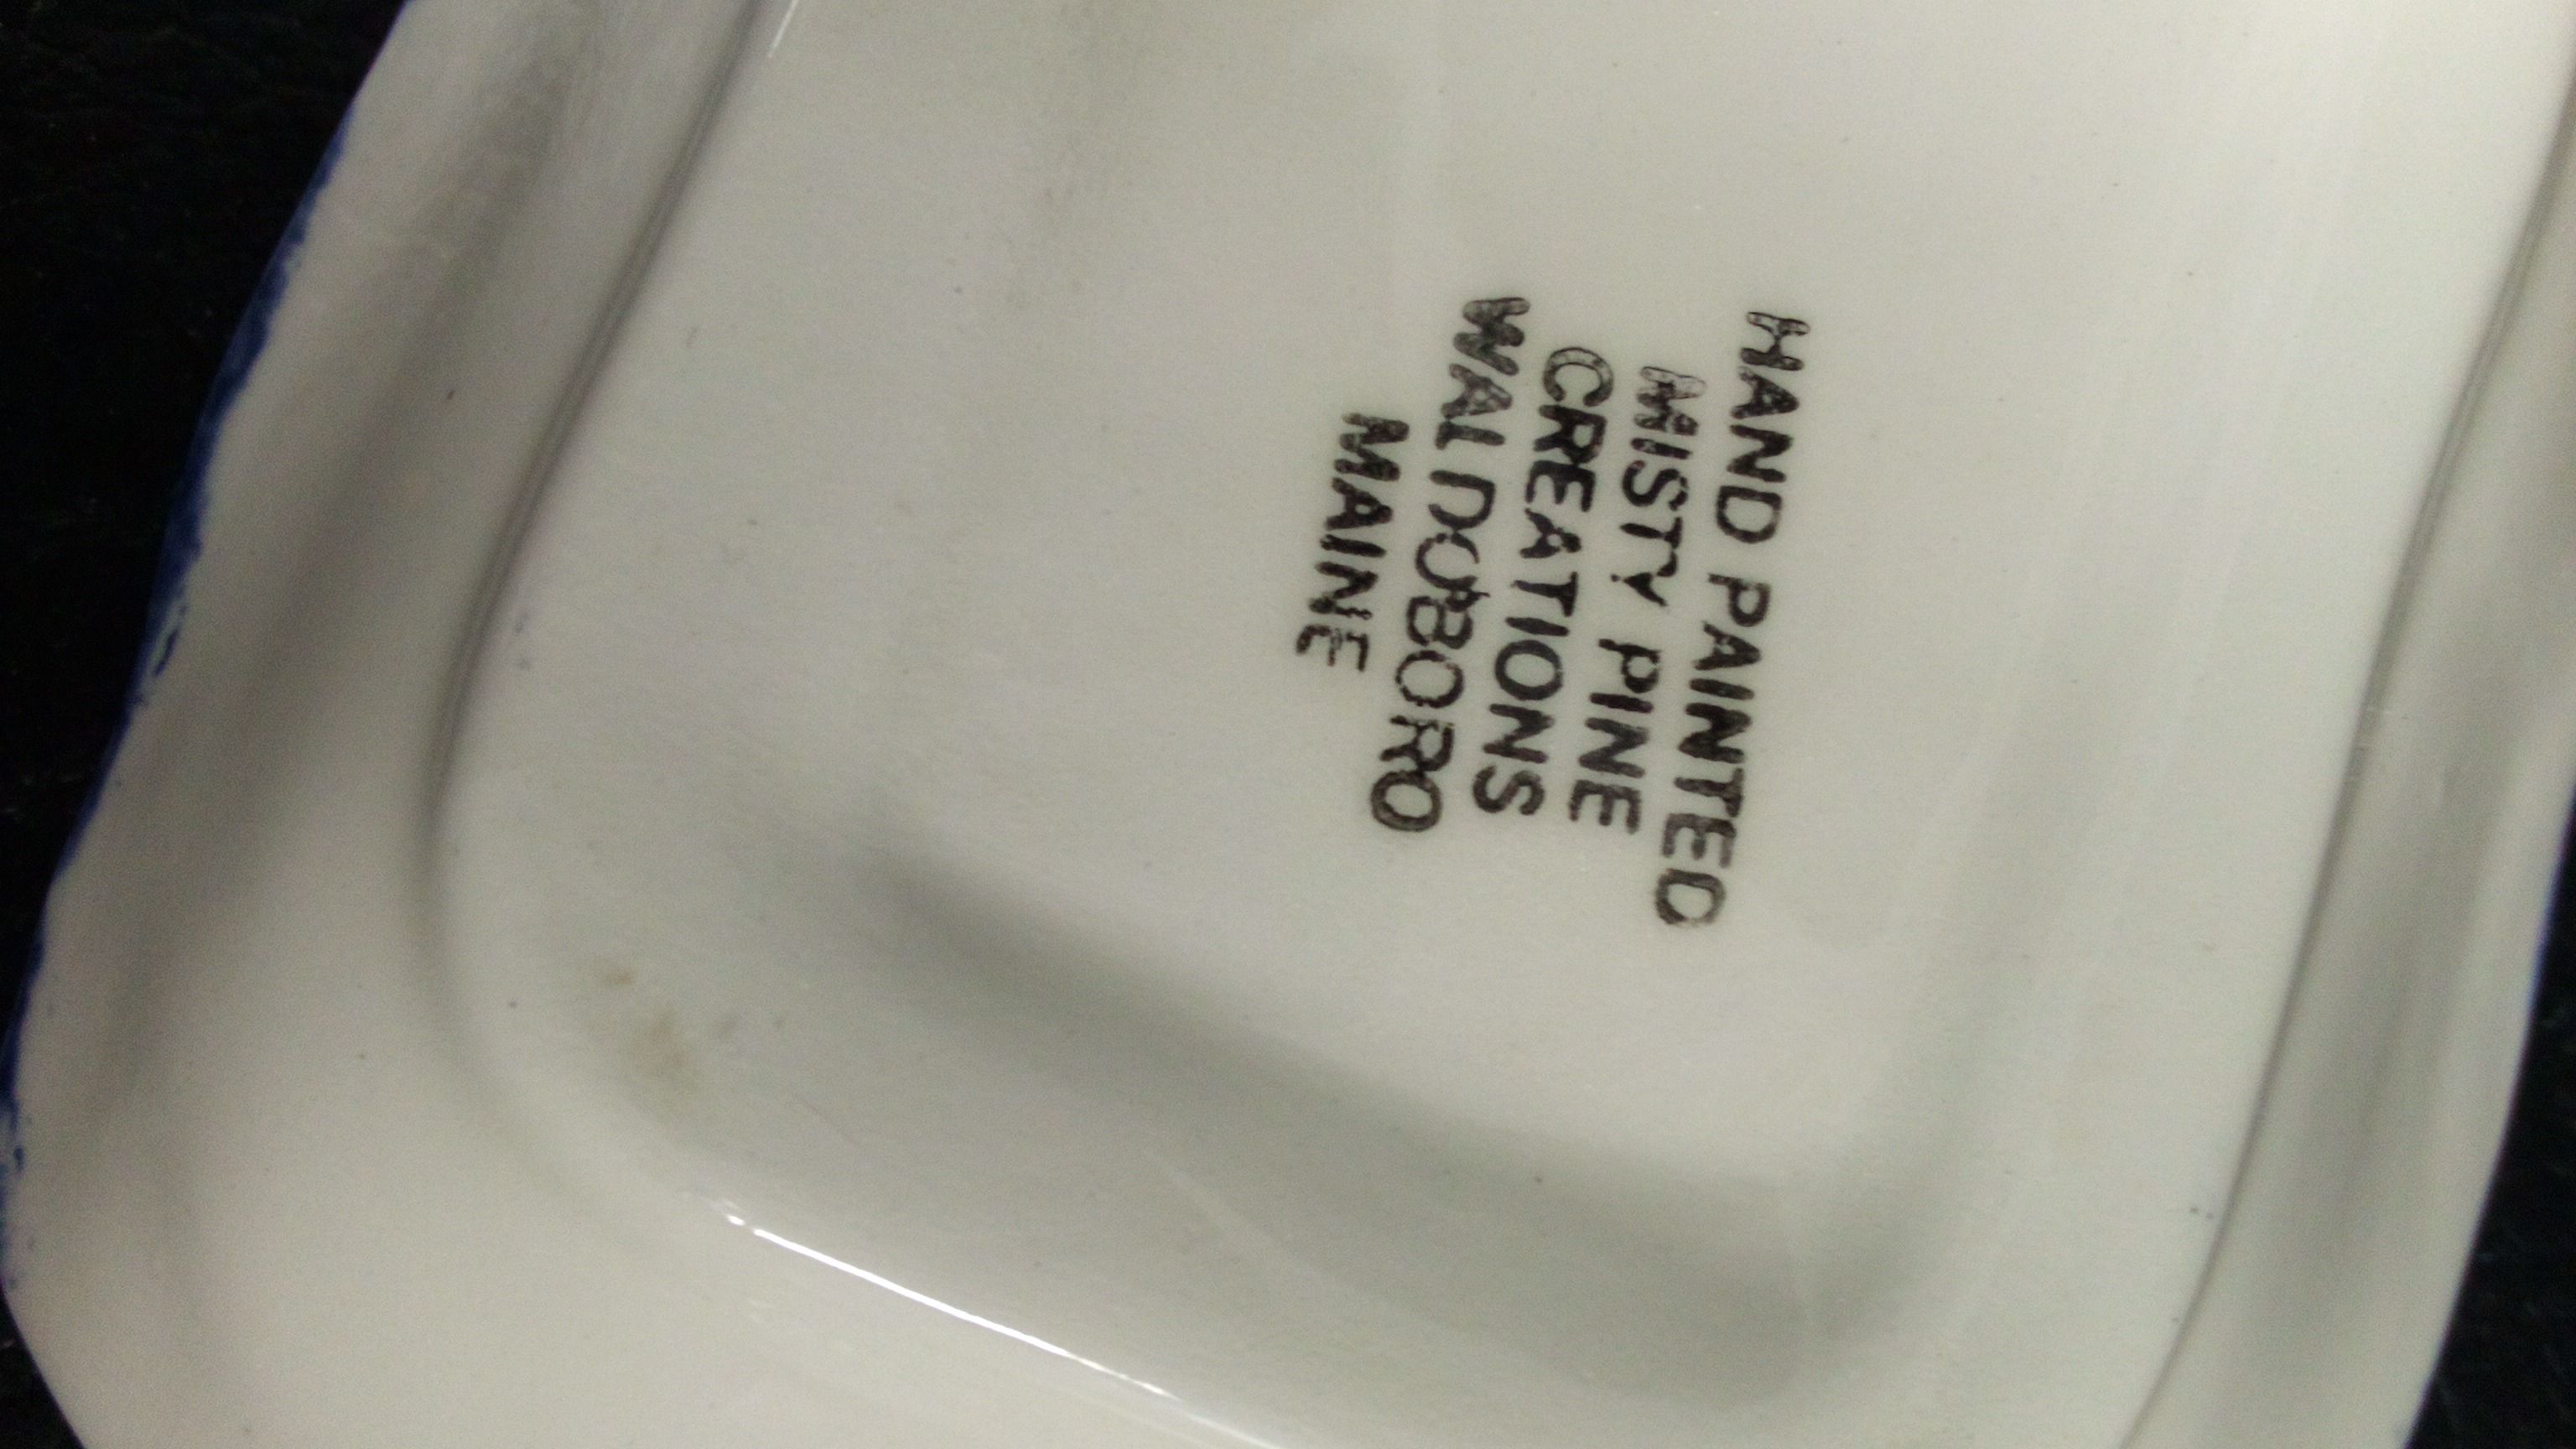 HAND PAINTED
MISTY PINE
CREATIONS
WALDOBORO
MAINE